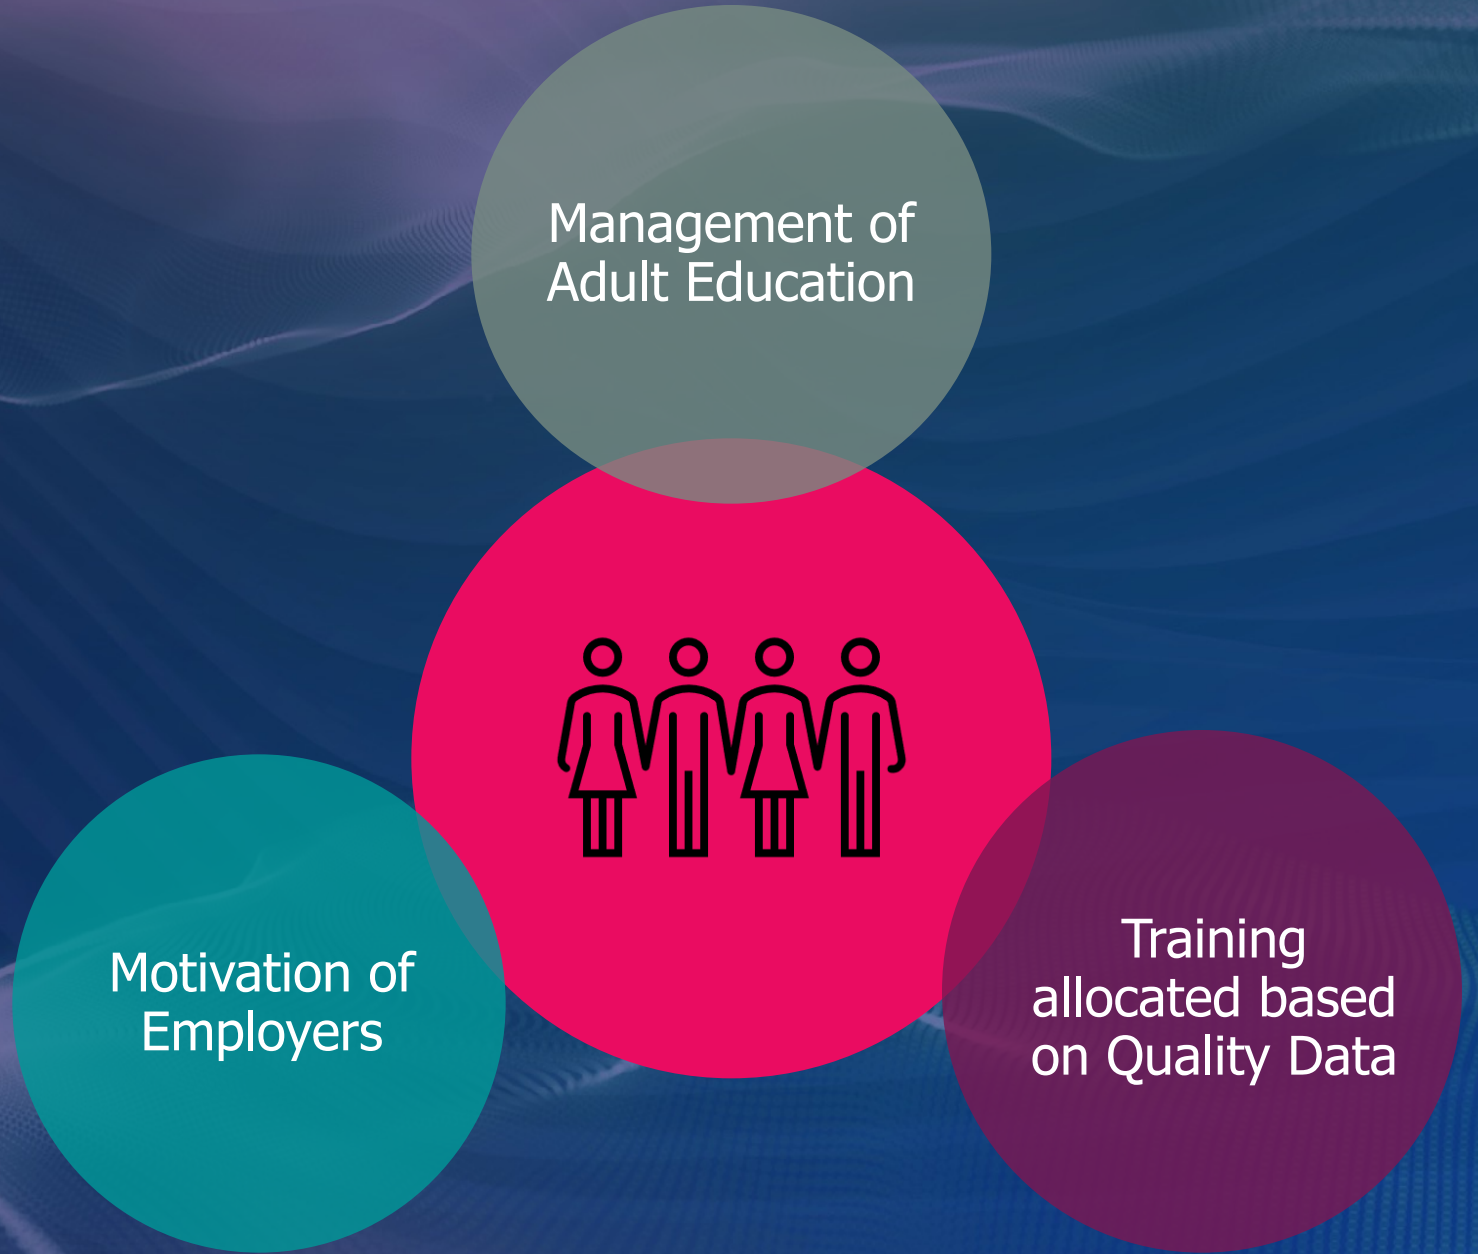 Management of
Adult Education
Motivation of
Employers
Training
allocated based
on Quality Data